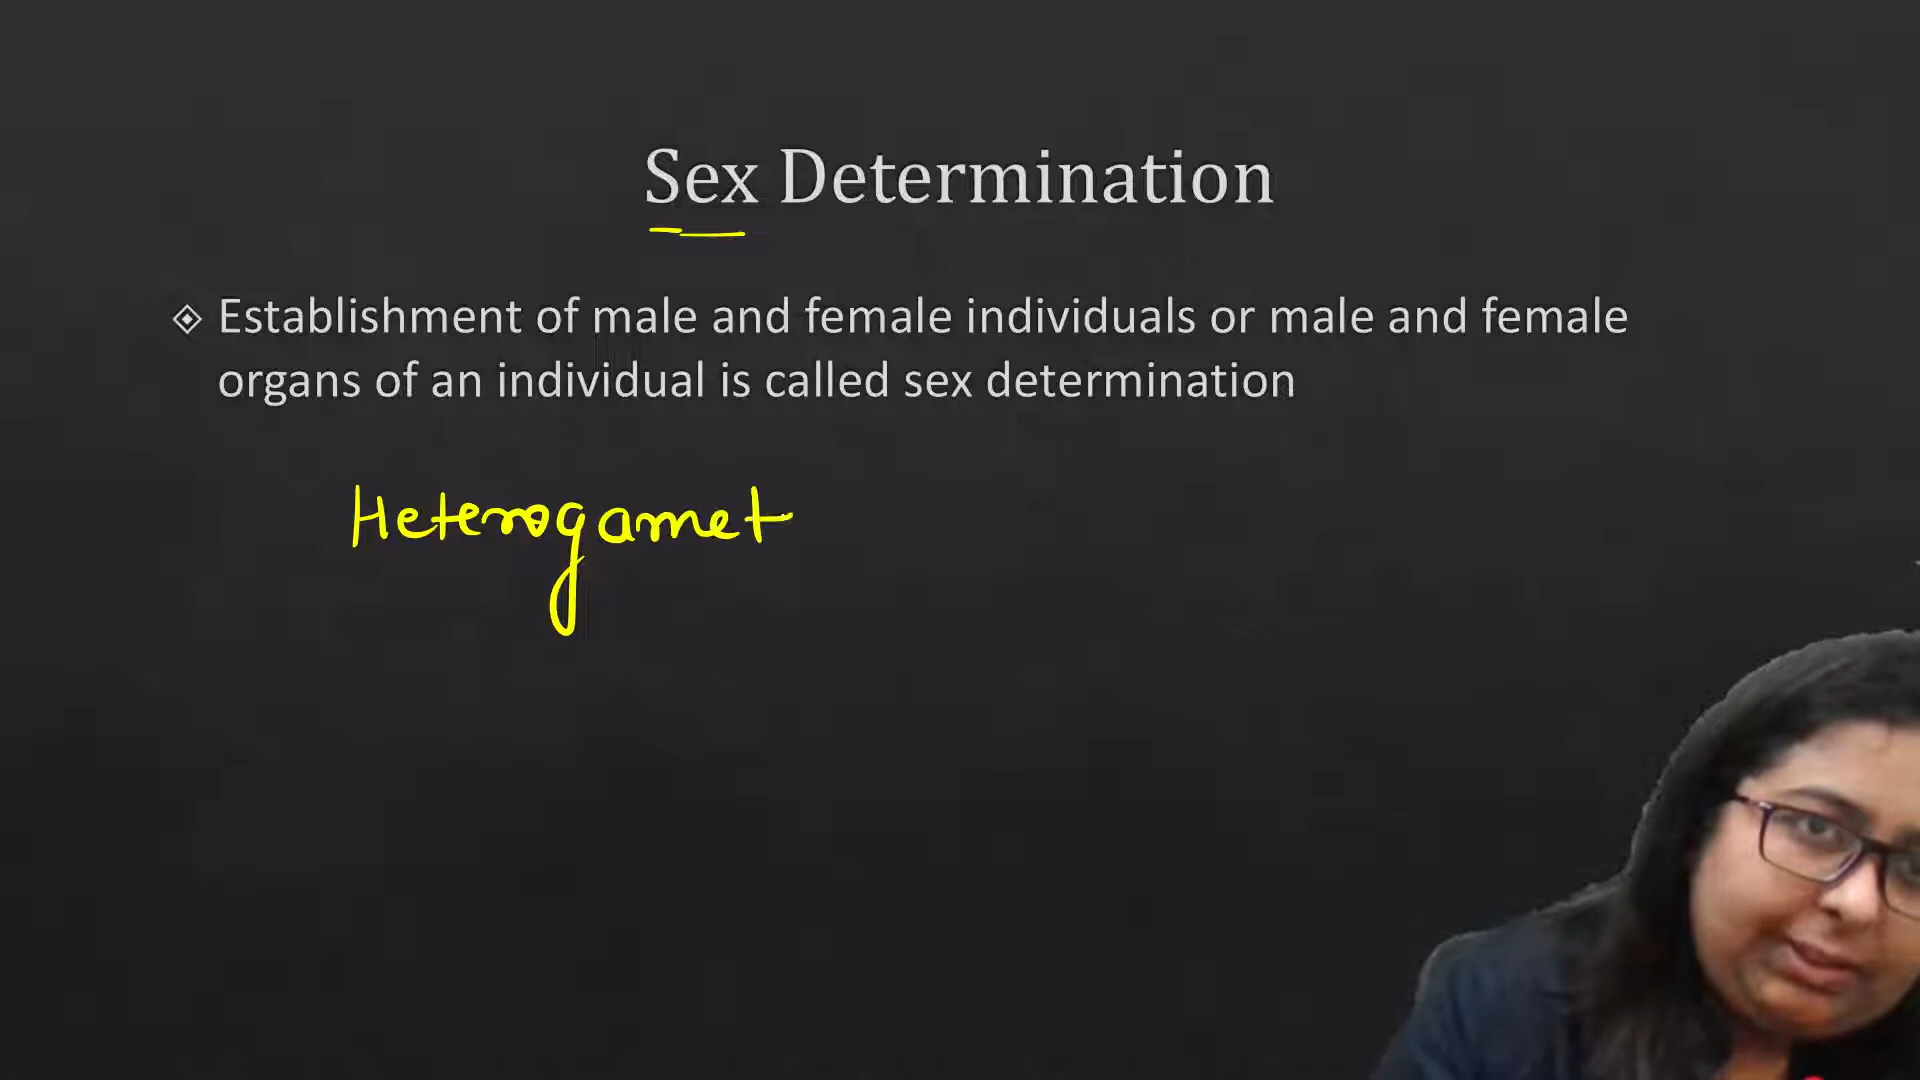 Sex Determination
Establishment of male and female individuals or male and female
organs of an individual is called sex determination
Heterogamet